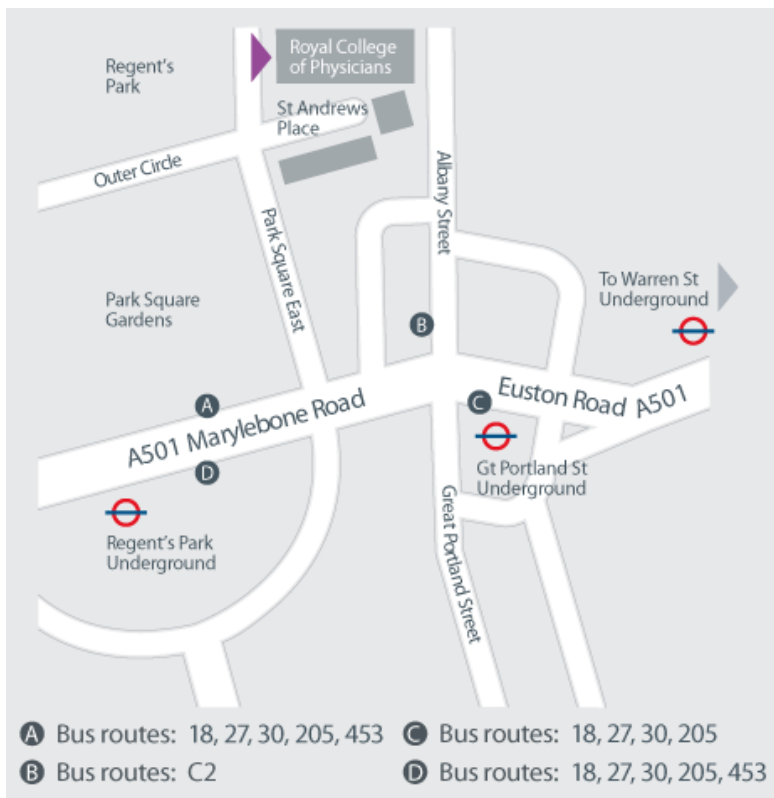 Regent's
Park
Royal College
of Physicians
St Andrews
Place
Outer Circle
Albany Street
Park Square East
To Warren St
Underground
Park Square
Gardens
B
A
C
Euston Road A501
A501 Marylebone Road
D
Gt Portland St
Underground
Great Portland Street
Regent's Park
Underground
A Bus routes: 18, 27, 30, 205, 453
C Bus routes: 18, 27, 30, 205
B Bus routes: C2
D Bus routes: 18, 27, 30, 205, 453